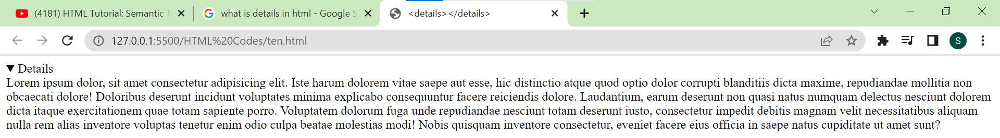 (4181) HTML Tutorial: Semantic T
what is details in html - Google S
<details></details>
127.0.0.1:5500/HTML%20Codes/ten.html
S
Details
Lorem ipsum dolor, sit amet consectetur adipisicing elit. Iste harum dolorem vitae saepe aut esse, hic distinctio atque quod optio dolor corrupti blanditiis dicta maxime, repudiandae mollitia non
obcaecati dolore! Doloribus deserunt incidunt voluptates minima explicabo consequuntur facere reiciendis dolore. Laudantium, earum deserunt non quasi natus numquam delectus nesciunt dolorem
dicta itaque exercitationem quae totam sapiente porro. Voluptatem dolorum fuga unde repudiandae nesciunt totam deserunt iusto, consectetur impedit debitis magnam velit necessitatibus aliquam
nulla rem alias inventore voluptas tenetur enim odio culpa beatae molestias modi! Nobis quisquam inventore consectetur, eveniet facere eius officia in saepe natus cupiditate ut amet sunt?